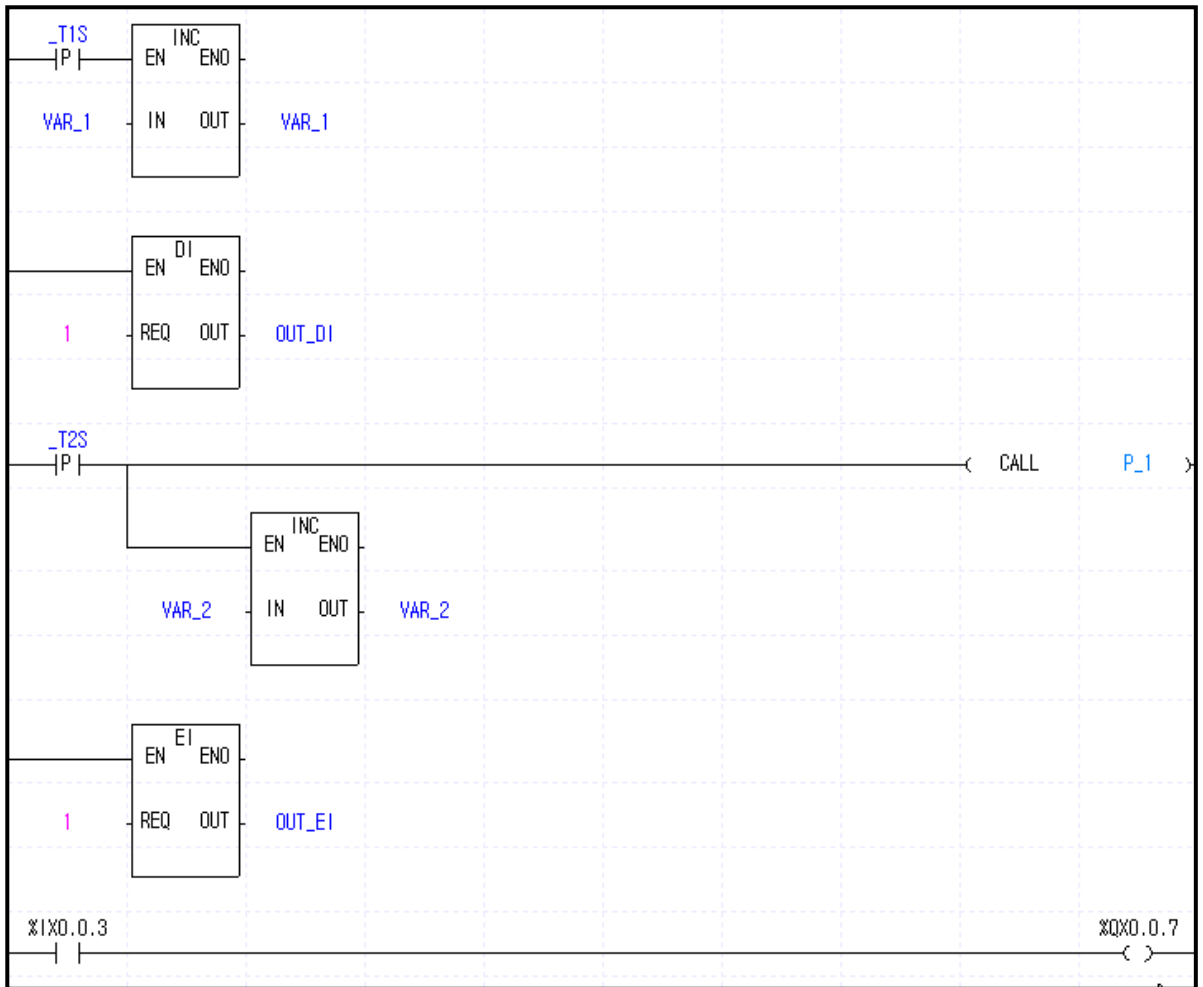 _T1S
P
INC
EN ENO
VAR_1 IN OUT VAR_1
DI
EN ENO
1 REQ OUT OUT_DI
_T2S
P CALL P_1
INC
EN ENO
VAR_2 IN OUT VAR_2
EI
EN ENO
1 REQ OUT OUT_EI
%IX0.0.3 %QX0.0.7